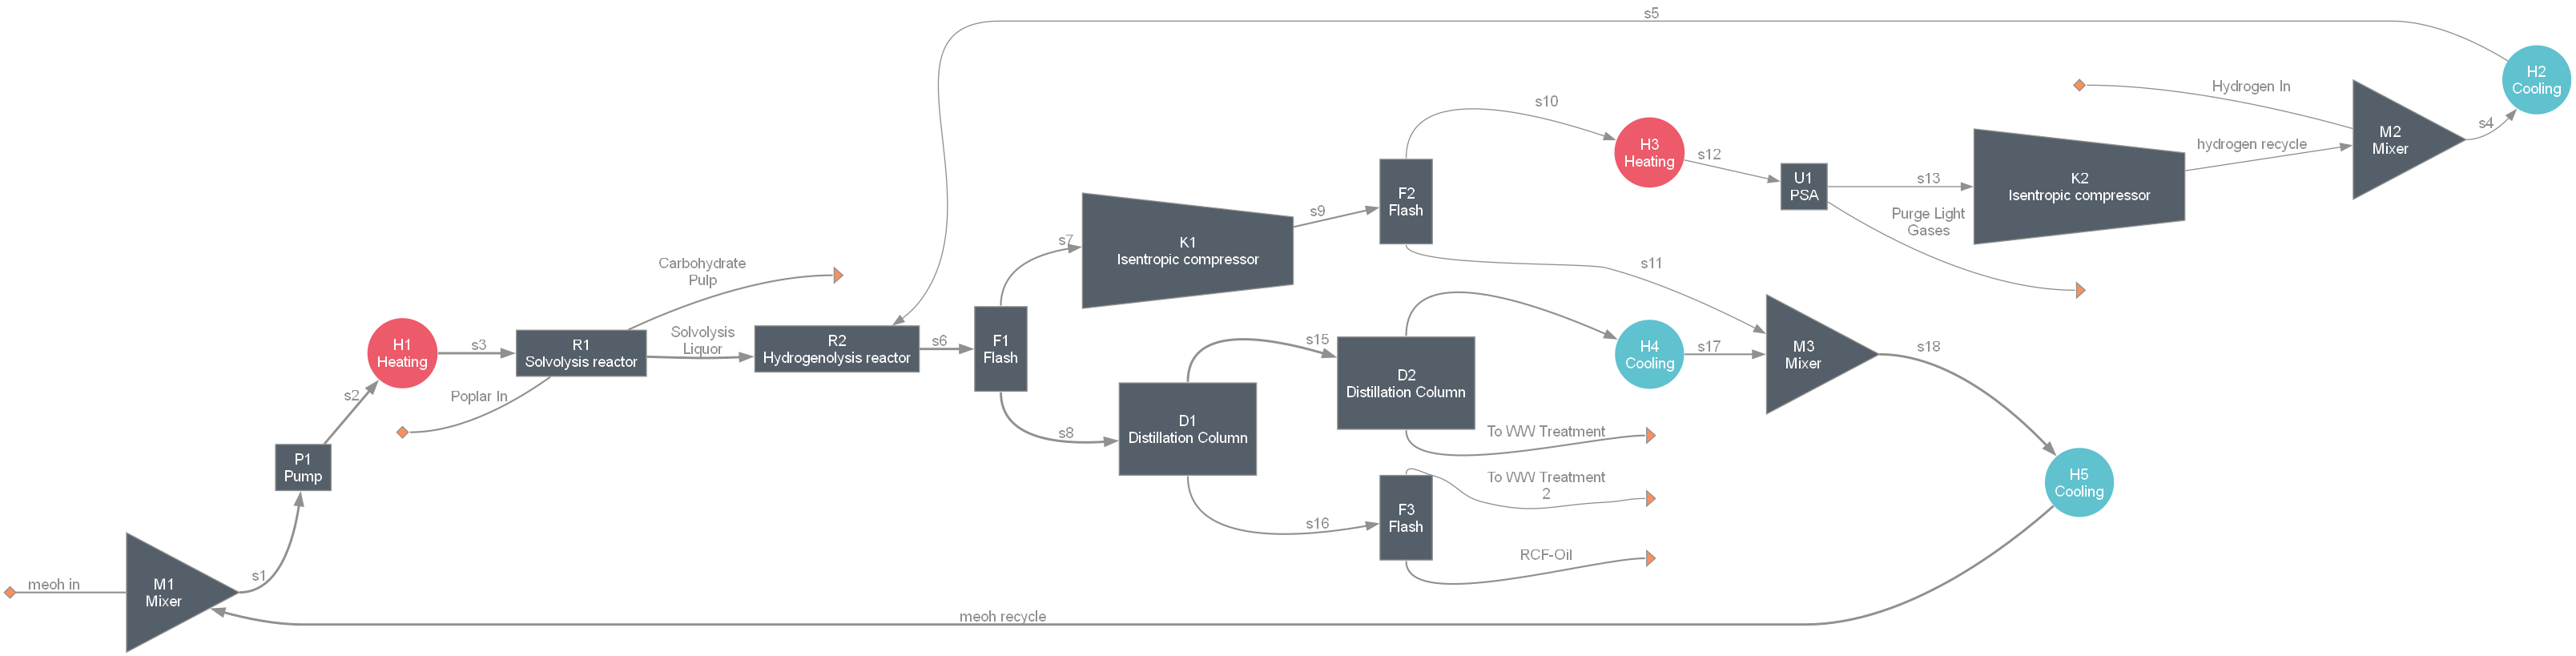 s5
H2
Cooling
Hydrogen In
s10
M2
Mixer
s4
H3
Heating
s12
hydrogen recycle
U1
PSA
s13
K2
Isentropic compressor
F2
Flash
s9
Purge Light
Gases
s7
K1
Isentropic compressor
Carbohydrate
Pulp
s11
H1
Heating
s3
R1
Solvolysis reactor
Solvolysis
Liquor
R2
Hydrogenolysis reactor
s6
F1
Flash
s15
H4
Cooling
s17
M3
Mixer
s18
D2
Distillation Column
s2
Poplar In
D1
Distillation Column
s8
To WW Treatment
P1
Pump
To WW Treatment
2
H5
Cooling
F3
Flash
s16
RCF-Oil
meoh in
M1
Mixer
s1
meoh recycle